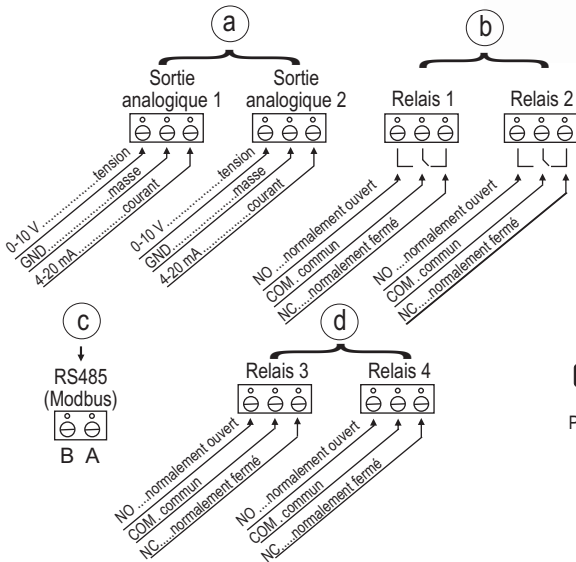 a
Sortie analogique 1
Sortie analogique 2
0-10 V..............tension
GND....................masse
4-20 mA..........courant
0-10 V..............tension
GND....................masse
4-20 mA..........courant
b
Relais 1
Relais 2
NO ....normalement ouvert
COM . commun
NC.....normalement fermé
NO ....normalement ouvert
COM . commun
NC.....normalement fermé
c
RS485
(Modbus)
B A
d
Relais 3
Relais 4
NO ....normalement ouvert
COM . commun
NC....normalement fermé
NO ....normalement ouvert
COM . commun
NC....normalement fermé
P